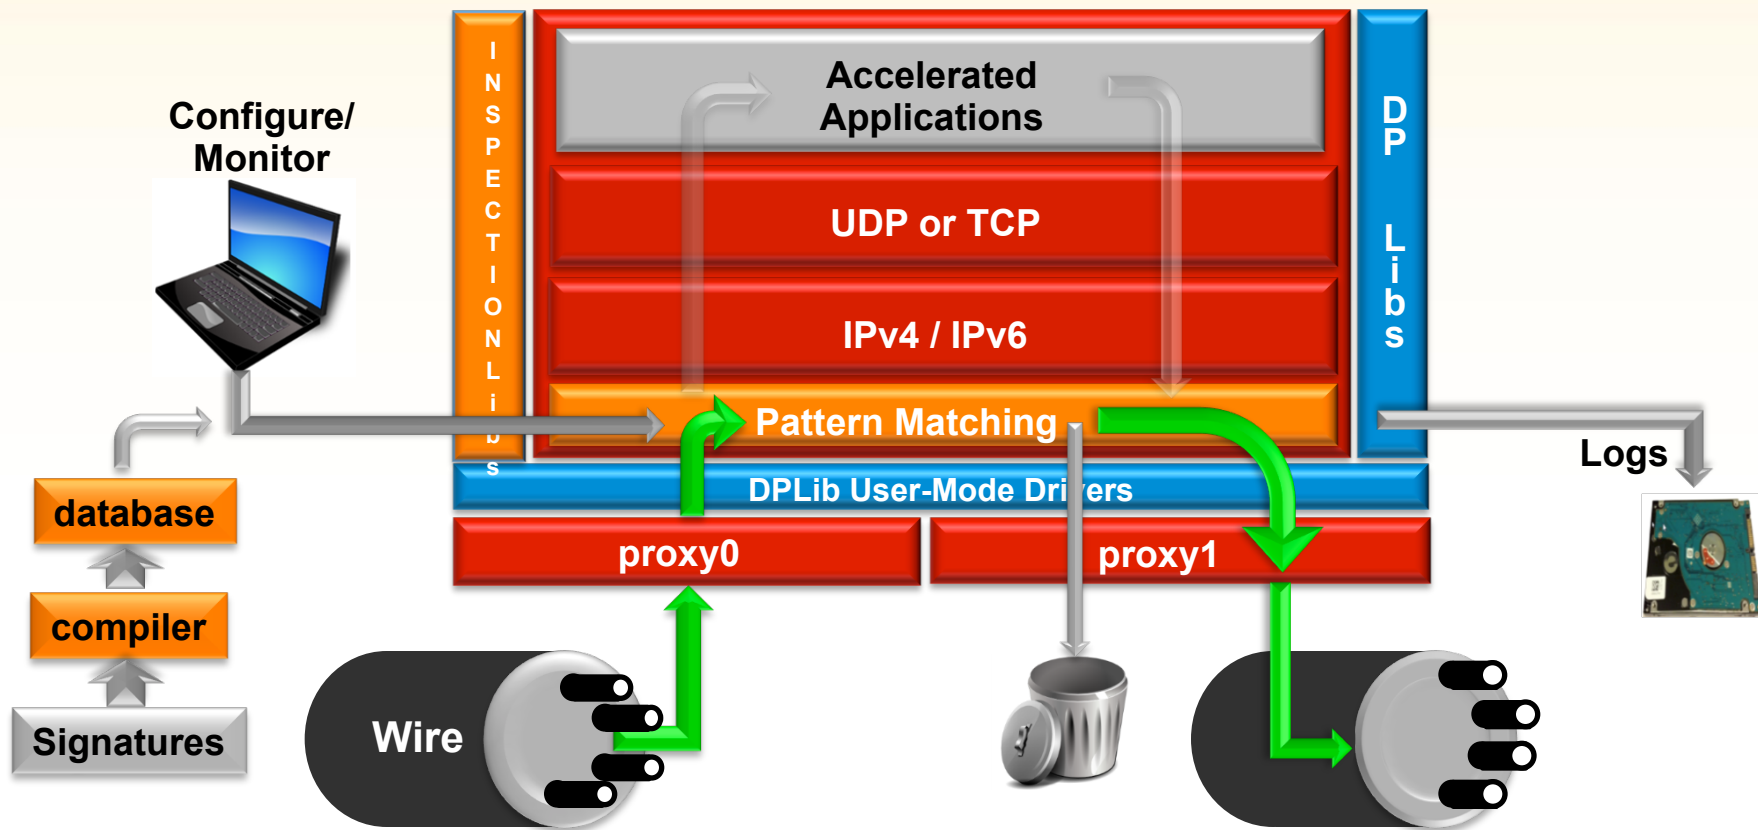 INSPECTION Libs
Accelerated
Applications
DP Libs
Configure/
Monitor
UDP or TCP
IPv4 / IPv6
Pattern Matching
Logs
DPLib User-Mode Drivers
database
proxy0
proxy1
compiler
Signatures
Wire